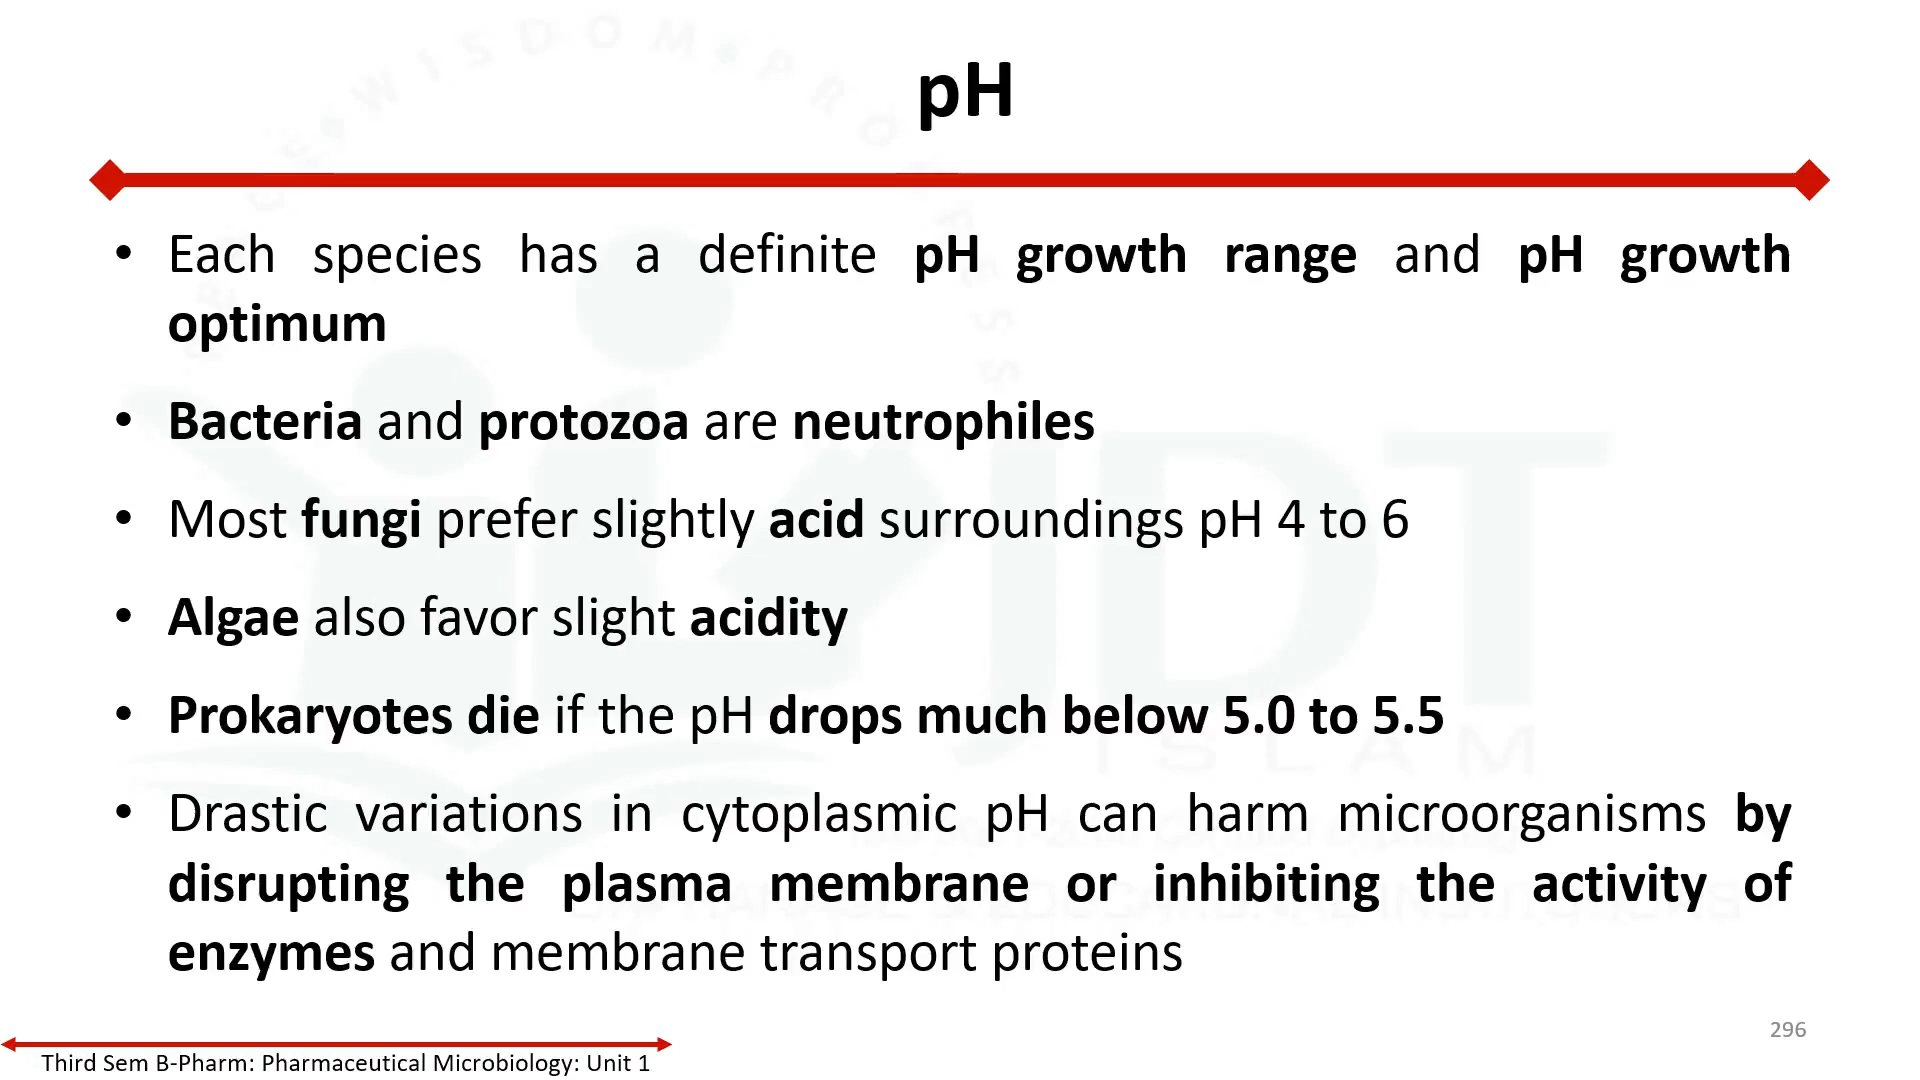 pH
• Each species has a definite pH growth range and pH growth
optimum
• Bacteria and protozoa are neutrophiles
• Most fungi prefer slightly acid surroundings pH 4 to 6
• Algae also favor slight acidity
• Prokaryotes die if the pH drops much below 5.0 to 5.5
• Drastic variations in cytoplasmic pH can harm microorganisms by
disrupting the plasma membrane or inhibiting the activity of
enzymes and membrane transport proteins
296
Third Sem B-Pharm: Pharmaceutical Microbiology: Unit 1
WISDOM • PROGRESS
JDT
ISLAM